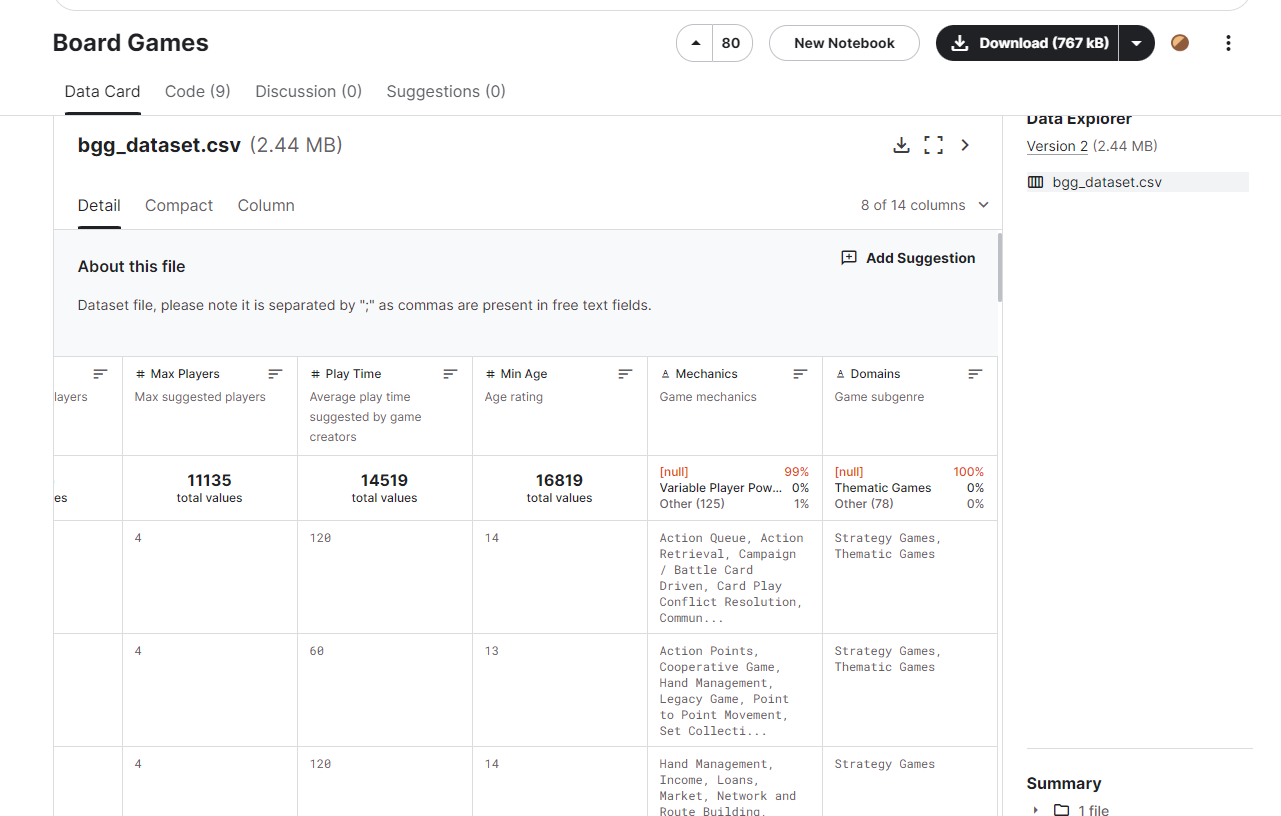 Board Games
80
New Notebook
Download (767 kB)
Data Card
Code (9)
Discussion (0)
Suggestions (0)
bgg_dataset.csv (2.44 MB)
Detail
Compact
Column
8 of 14 columns
About this file
Add Suggestion
Dataset file, please note it is separated by ";" as commas are present in free text fields.
layers
# Max Players
Max suggested players
# Play Time
Average play time
suggested by game
creators
# Min Age
Age rating
A Mechanics
Game mechanics
A Domains
Game subgenre
es
11135
total values
14519
total values
16819
total values
[null] 99%
Variable Player Pow... 0%
Other (125) 1%
[null] 100%
Thematic Games 0%
Other (78) 0%
4
120
14
Action Queue, Action
Retrieval, Campaign
/ Battle Card
Driven, Card Play
Conflict Resolution,
Commun...
Strategy Games,
Thematic Games
4
60
13
Action Points,
Cooperative Game,
Hand Management,
Legacy Game, Point
to Point Movement,
Set Collecti...
Strategy Games,
Thematic Games
4
120
14
Hand Management,
Income, Loans,
Market, Network and
Route Building,
Strategy Games
Data Explorer
Version 2 (2.44 MB)
bgg_dataset.csv
Summary
1 file